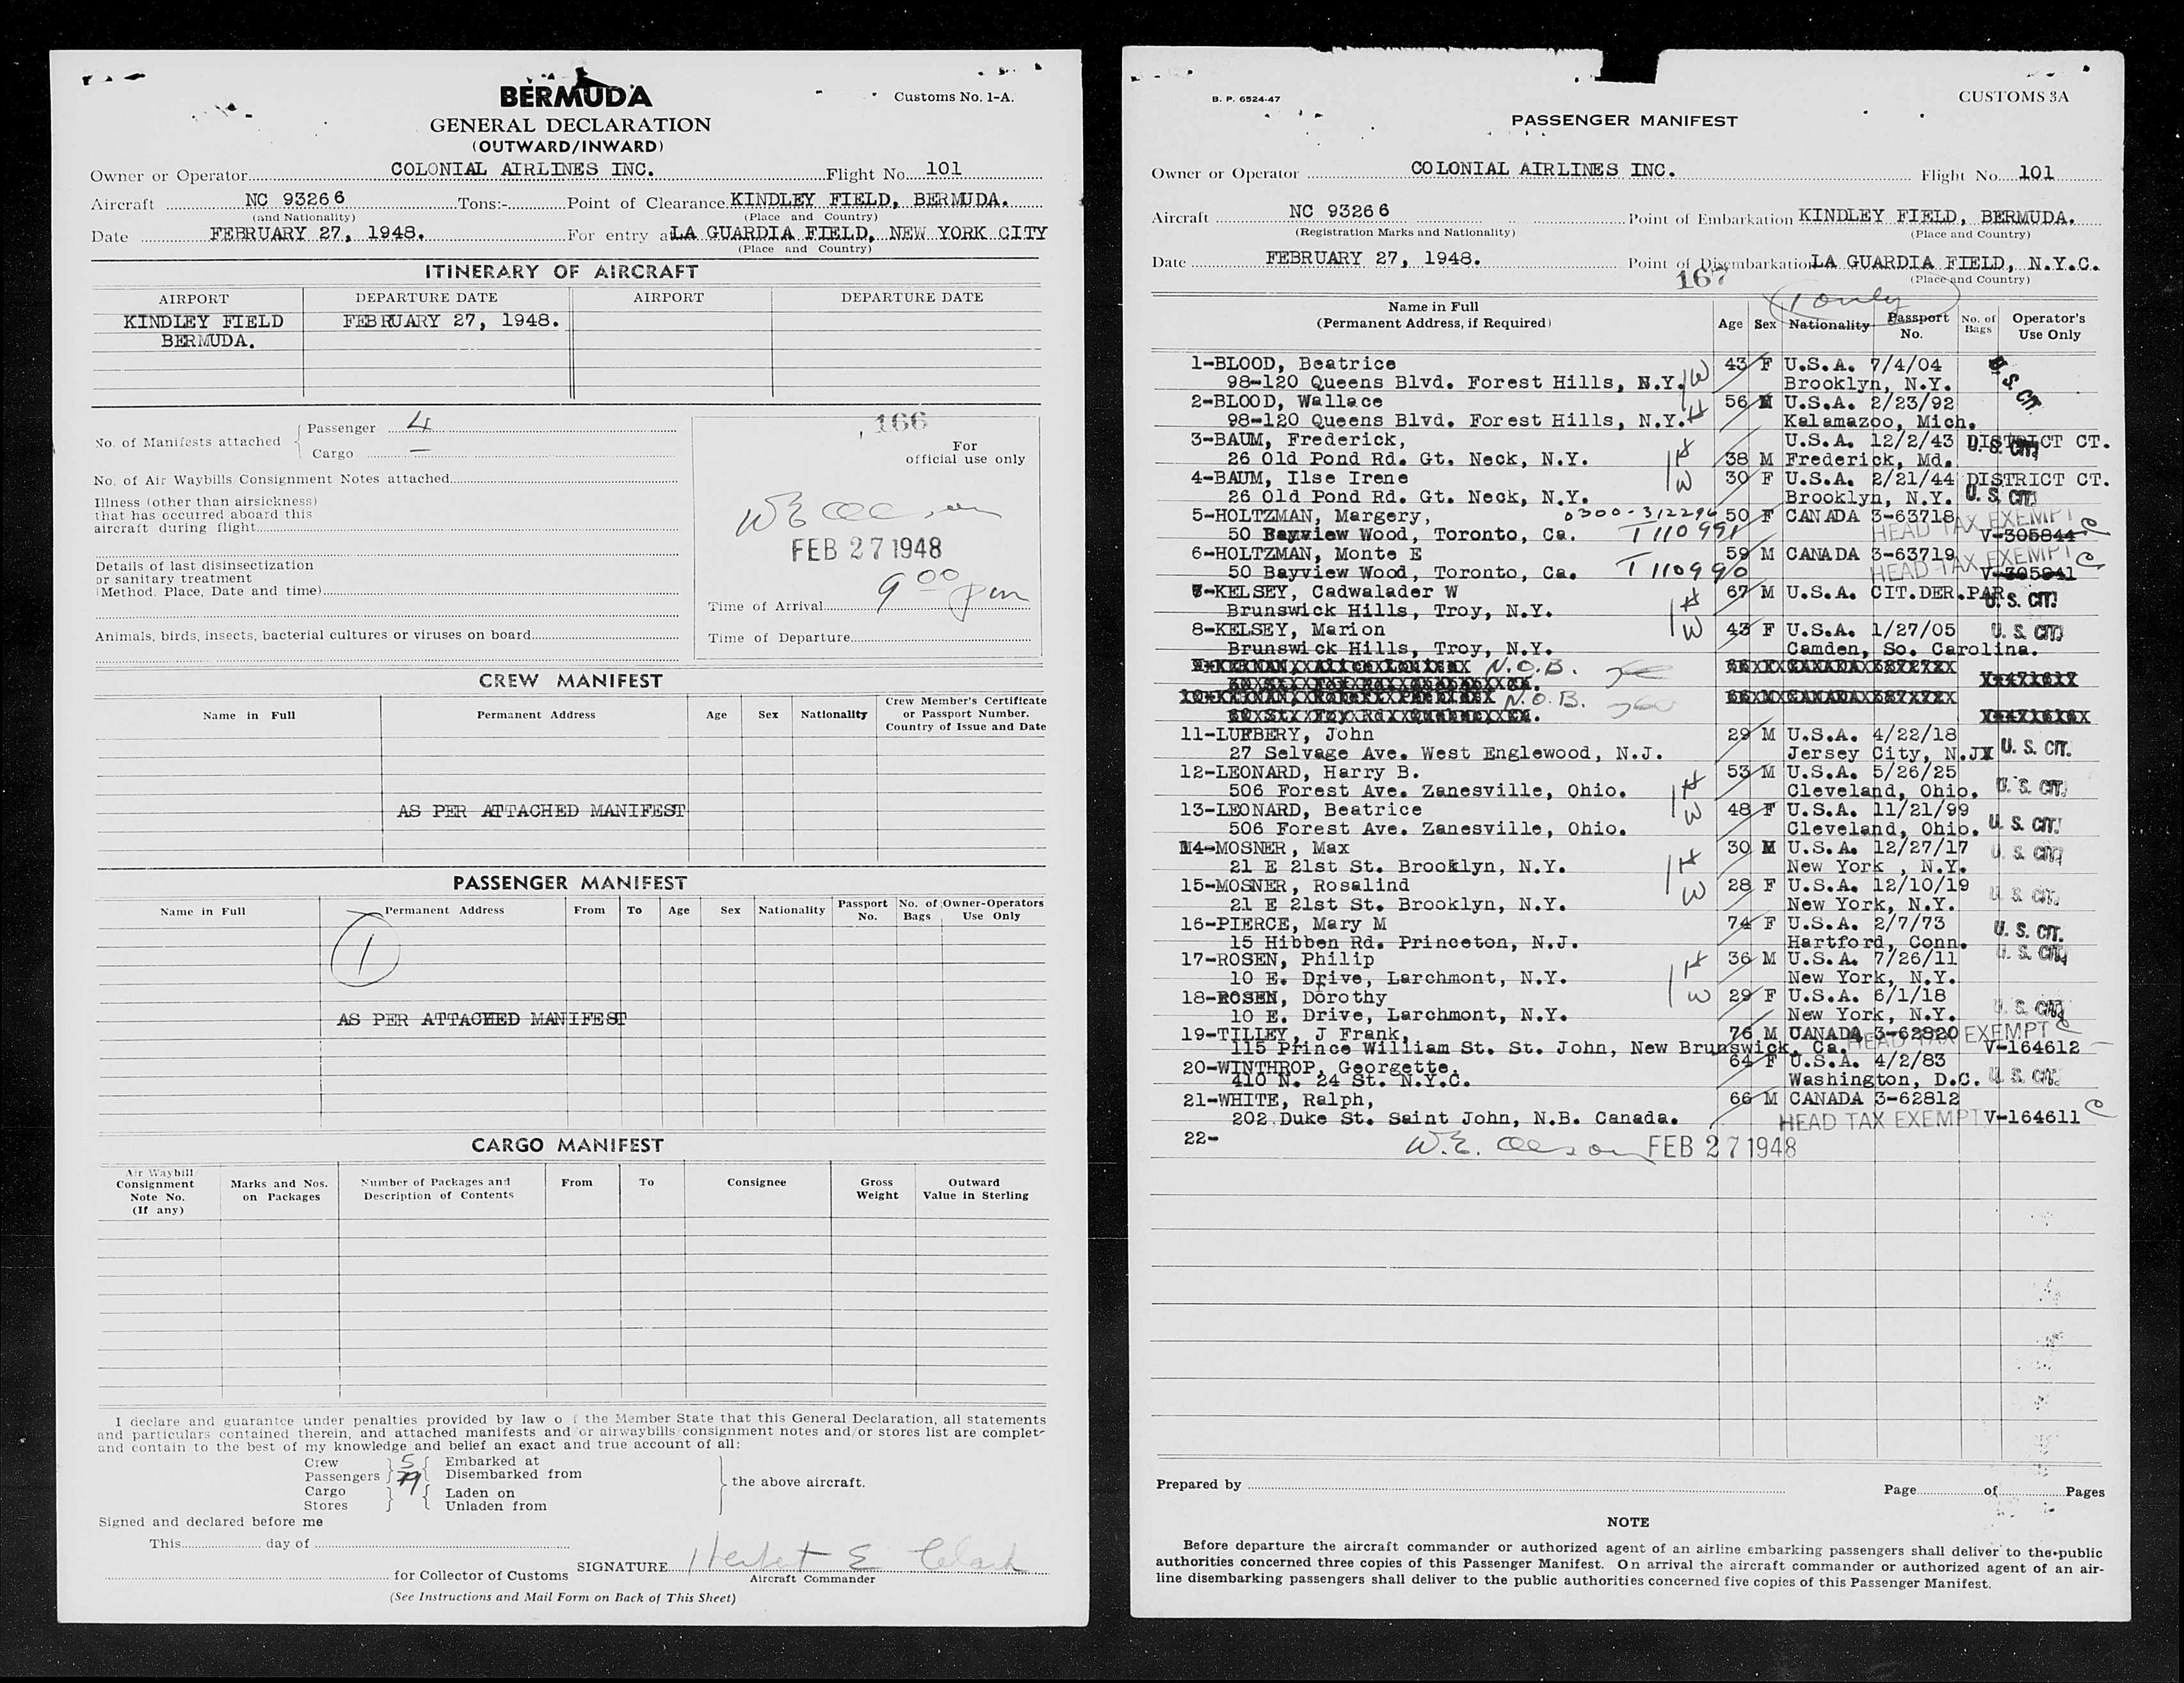 BERMUDA
Customs No. 1-A.
GENERAL DECLARATION
(OUTWARD/INWARD)
Owner or Operator COLONIAL AIRLINES INC. Flight No. 101
Aircraft NC 93266 Tons:- Point of Clearance KINDLEY FIELD, BERMUDA.
(and Nationality) (Place and Country)
Date FEBRUARY 27, 1948. For entry at LA GUARDIA FIELD, NEW YORK CITY
(Place and Country)
ITINERARY OF AIRCRAFT
AIRPORT DEPARTURE DATE AIRPORT DEPARTURE DATE
KINDLEY FIELD FEBRUARY 27, 1948.
BERMUDA.
No. of Manifests attached
Passenger 4
Cargo —
No. of Air Waybills/Consignment Notes attached
Illness (other than airsickness)
that has occurred aboard this
aircraft during flight
Details of last disinsectization
or sanitary treatment
(Method, Place, Date and time)
Animals, birds, insects, bacterial cultures or viruses on board
166
For
official use only
FEB 27 1948
9 00 pm
Time of Arrival
Time of Departure
CREW MANIFEST
Name in Full Permanent Address Age Sex Nationality Crew Member's Certificate
or Passport Number.
Country of Issue and Date
AS PER ATTACHED MANIFEST
PASSENGER MANIFEST
Name in Full Permanent Address From To Age Sex Nationality Passport No. No. of Bags Owner-Operators Use Only
1
AS PER ATTACHED MANIFEST
CARGO MANIFEST
Air Waybill/
Consignment
Note No.
(If any)
Marks and Nos.
on Packages
Number of Packages and
Description of Contents
From To Consignee
Gross
Weight
Outward
Value in Sterling
I declare and guarantee under penalties provided by law of the Member State that this General Declaration, all statements
and particulars contained therein, and attached manifests and/or airwaybills/consignment notes and/or stores list are complete
and contain to the best of my knowledge and belief an exact and true account of all:
Crew 5 Embarked at
Passengers Disembarked from
Cargo Laden on
Stores Unladen from
the above aircraft.
Signed and declared before me
This day of
for Collector of Customs SIGNATURE Herbert E Clark
Aircraft Commander
(See Instructions and Mail Form on Back of This Sheet)
B. P. 6524-47
CUSTOMS 3A
PASSENGER MANIFEST
Owner or Operator COLONIAL AIRLINES INC. Flight No. 101
Aircraft NC 93266 Point of Embarkation KINDLEY FIELD, BERMUDA.
(Registration Marks and Nationality) (Place and Country)
Date FEBRUARY 27, 1948. Point of Disembarkation LA GUARDIA FIELD, N.Y.C.
167 (Place and Country)
1 only
Name in Full
(Permanent Address, if Required)
Age Sex Nationality Passport No. No. of Bags Operator's Use Only
1-BLOOD, Beatrice 43 F U.S.A. 7/4/04 U S CIT
98-120 Queens Blvd. Forest Hills, N.Y. W Brooklyn, N.Y.
2-BLOOD, Wallace 56 M U.S.A. 2/23/92
98-120 Queens Blvd. Forest Hills, N.Y. H Kalamazoo, Mich.
3-BAUM, Frederick, H U.S.A. 12/2/43 DISTRICT CT.
26 Old Pond Rd. Gt. Neck, N.Y. 38 M Frederick, Md. U.S. CIT.
4-BAUM, Ilse Irene W 30 F U.S.A. 2/21/44 DISTRICT CT.
26 Old Pond Rd. Gt. Neck, N.Y. Brooklyn, N.Y. U.S. CIT.
5-HOLTZMAN, Margery, 0300-312296 50 F CANADA 3-63718 HEAD TAX EXEMPT C
50 Bayview Wood, Toronto, Ca. T 110991 V-305844
6-HOLTZMAN, Monte E 59 M CANADA 3-63719 HEAD TAX EXEMPT C
50 Bayview Wood, Toronto, Ca. T 110990 V-305841
7-KELSEY, Cadwalader W H 67 M U.S.A. CIT.DER.PAR U.S. CIT.
Brunswick Hills, Troy, N.Y.
8-KELSEY, Marion W 43 F U.S.A. 1/27/05 U.S. CIT.
Brunswick Hills, Troy, N.Y. Camden, So. Carolina.
N.O.B.
N.O.B.
11-LUFBERY, John 29 M U.S.A. 4/22/18 U.S. CIT.
27 Selvage Ave. West Englewood, N.J. Jersey City, N.J
12-LEONARD, Harry B. H 53 M U.S.A. 5/26/25 U.S. CIT.
506 Forest Ave. Zanesville, Ohio. Cleveland, Ohio.
13-LEONARD, Beatrice W 48 F U.S.A. 11/21/99 U.S. CIT.
506 Forest Ave. Zanesville, Ohio. Cleveland, Ohio.
14-MOSNER, Max H 30 M U.S.A. 12/27/17 U.S. CIT.
21 E 21st St. Brooklyn, N.Y. New York , N.Y.
15-MOSNER, Rosalind W 28 F U.S.A. 12/10/19 U.S. CIT.
21 E 21st St. Brooklyn, N.Y. New York, N.Y.
16-PIERCE, Mary M 74 F U.S.A. 2/7/73 U.S. CIT.
15 Hibben Rd. Princeton, N.J. Hartford, Conn.
17-ROSEN, Philip H 36 M U.S.A. 7/26/11 U.S. CIT.
10 E. Drive, Larchmont, N.Y. New York, N.Y.
18-ROSEN, Dorothy W 29 F U.S.A. 6/1/18 U.S. CIT.
10 E. Drive, Larchmont, N.Y. New York, N.Y.
19-TILLEY, J Frank, 76 M CANADA 3-62820 HEAD TAX EXEMPT C
115 Prince William St. St. John, New Brunswick, Ca. V-164612
20-WINTHROP, Georgette, 64 F U.S.A. 4/2/83
410 N. 24 St. N.Y.C. Washington, D.C. U.S. CIT.
21-WHITE, Ralph, 66 M CANADA 3-62812
202 Duke St. Saint John, N.B. Canada. HEAD TAX EXEMPT V-164611 C
22-
FEB 27 1948
Prepared by Page of Pages
NOTE
Before departure the aircraft commander or authorized agent of an airline embarking passengers shall deliver to the public
authorities concerned three copies of this Passenger Manifest. On arrival the aircraft commander or authorized agent of an air-
line disembarking passengers shall deliver to the public authorities concerned five copies of this Passenger Manifest.